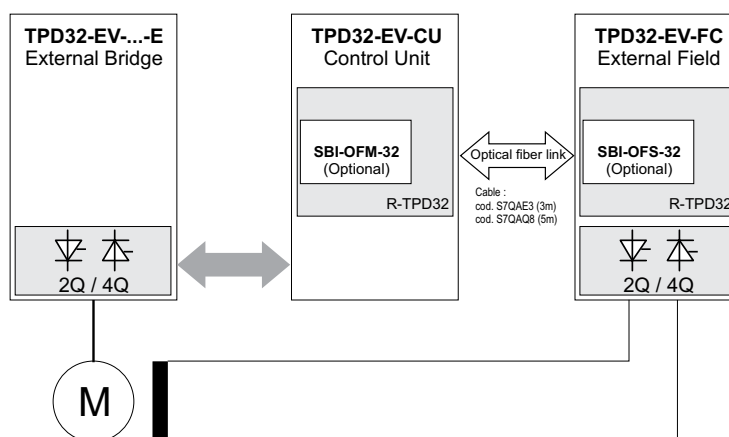 TPD32-EV-...-E
External Bridge
2Q / 4Q
M
TPD32-EV-CU
Control Unit
SBI-OFM-32
(Optional)
R-TPD32
Optical fiber link
Cable :
cod. S7QAE3 (3m)
cod. S7QAQ8 (5m)
TPD32-EV-FC
External Field
SBI-OFS-32
(Optional)
R-TPD32
2Q / 4Q